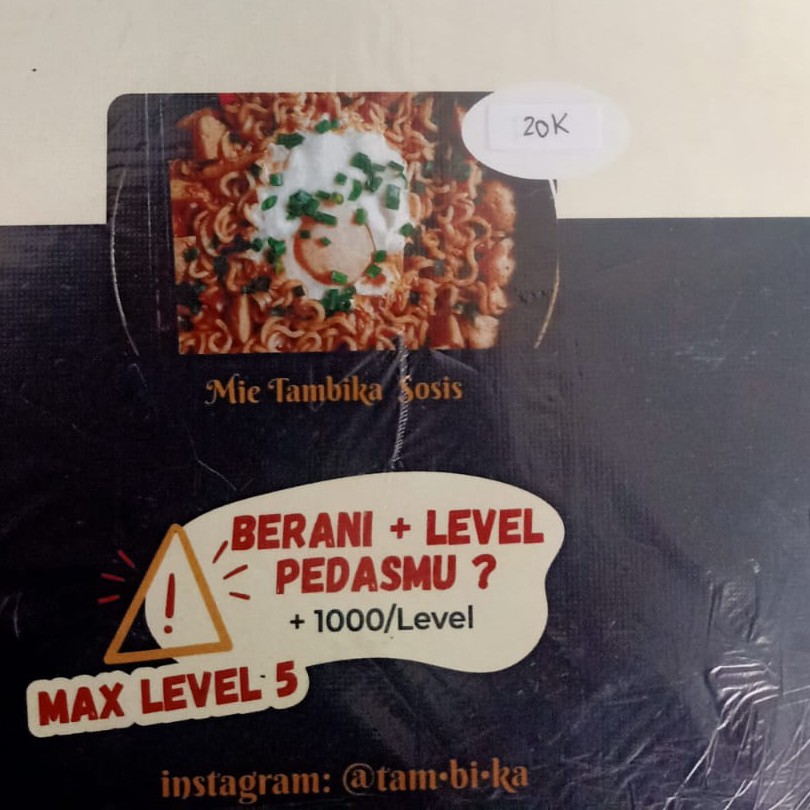 20K
Mie Tambika Sosis
BERANI + LEVEL
PEDASMU ?
+ 1000/Level
MAX LEVEL 5
instagram: @tam•bi•ka